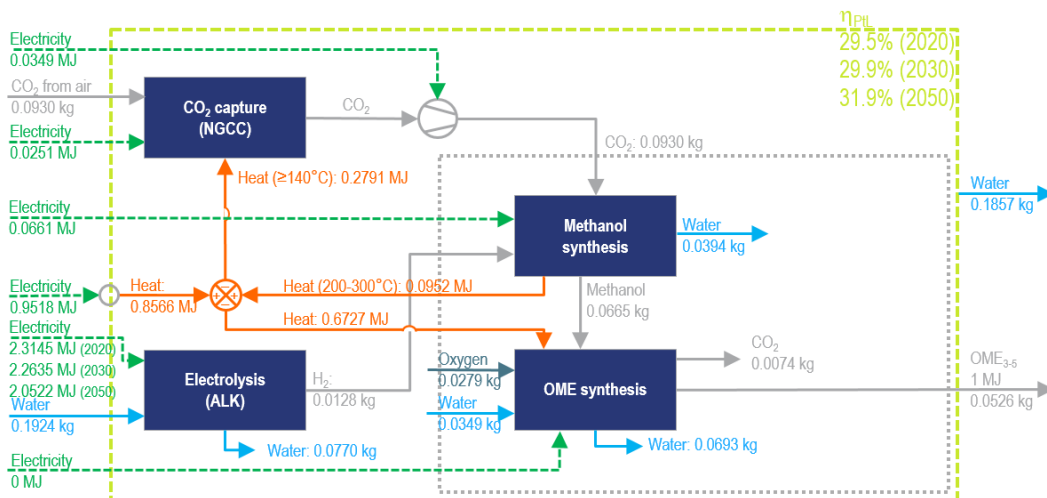 ηPtL
29.5% (2020)
29.9% (2030)
31.9% (2050)
Electricity
0.0349 MJ
CO₂ from air
0.0930 kg
CO₂ capture
(NGCC)
CO₂
Electricity
0.0251 MJ
CO₂: 0.0930 kg
Heat (≥140°C): 0.2791 MJ
Water
0.1857 kg
Electricity
0.0661 MJ
Methanol
synthesis
Water
0.0394 kg
Electricity
0.9518 MJ
Heat:
0.8566 MJ
Heat (200-300°C): 0.0952 MJ
Methanol
0.0665 kg
Heat: 0.6727 MJ
Electricity
2.3145 MJ (2020)
2.2635 MJ (2030)
2.0522 MJ (2050)
Electrolysis
(ALK)
H₂:
0.0128 kg
Oxygen
0.0279 kg
OME synthesis
CO₂
0.0074 kg
OME₃₋₅
1 MJ
0.0526 kg
Water
0.1924 kg
Water
0.0349 kg
Water: 0.0770 kg
Water: 0.0693 kg
Electricity
0 MJ